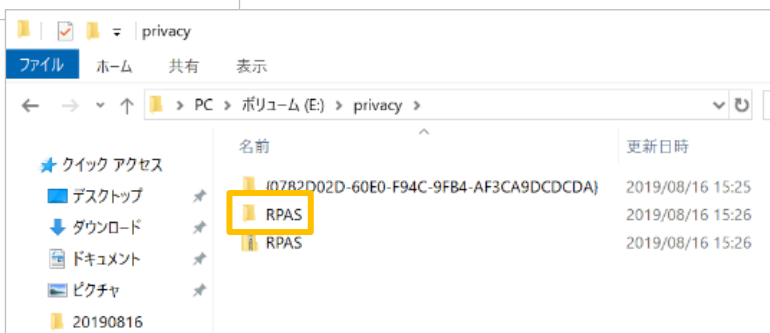 privacy
ファイル ホーム 共有 表示
PC > ボリューム (E:) > privacy >
名前 更新日時
クイック アクセス
{07B2D02D-60E0-F94C-9FB4-AF3CA9DCDCDA} 2019/08/16 15:25
デスクトップ
RPAS 2019/08/16 15:26
ダウンロード
RPAS 2019/08/16 15:26
ドキュメント
ピクチャ
20190816